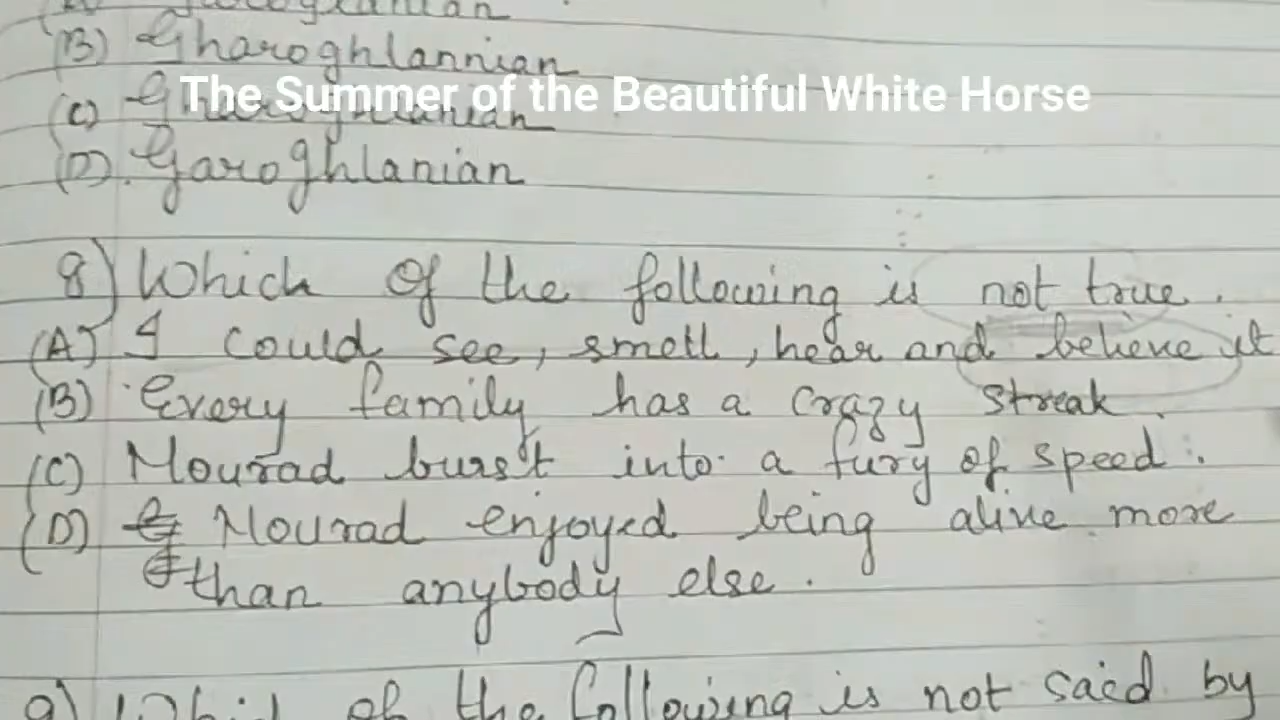 (B) Gharoghlannian
The Summer of the Beautiful White Horse
(C)
(D). Garoghlanian
8) Which of the following is not true.
(A) I could see, smell, hear and believe it
(B) Every family has a crazy streak.
(C) Mourad burst into a fury of speed.
(D) Mourad enjoyed being alive more
than anybody else.
9) Which of the following is not said by